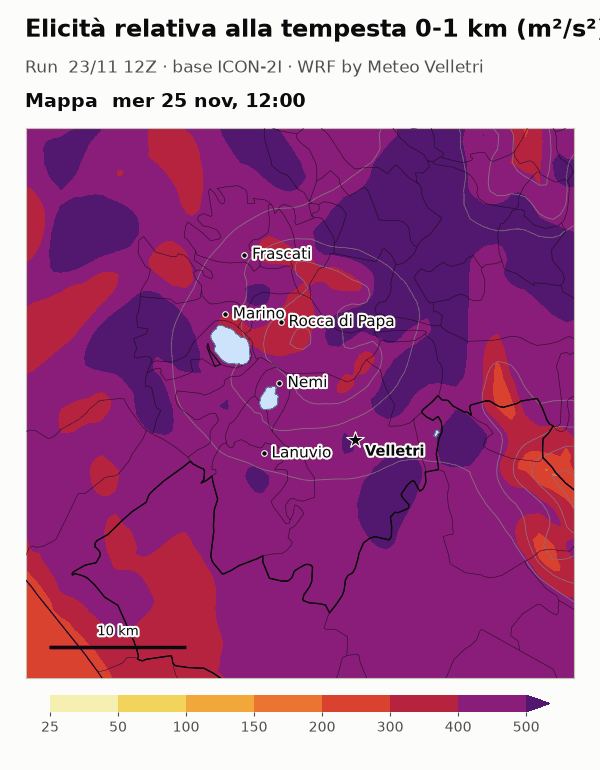 Elicità relativa alla tempesta 0-1 km (m²/s²)
Run  23/11 12Z · base ICON-2I · WRF by Meteo Velletri
Mappa  mer 25 nov, 12:00
Frascati
Marino
Rocca di Papa
Nemi
Velletri
Lanuvio
10 km
25 50 100 150 200 300 400 500